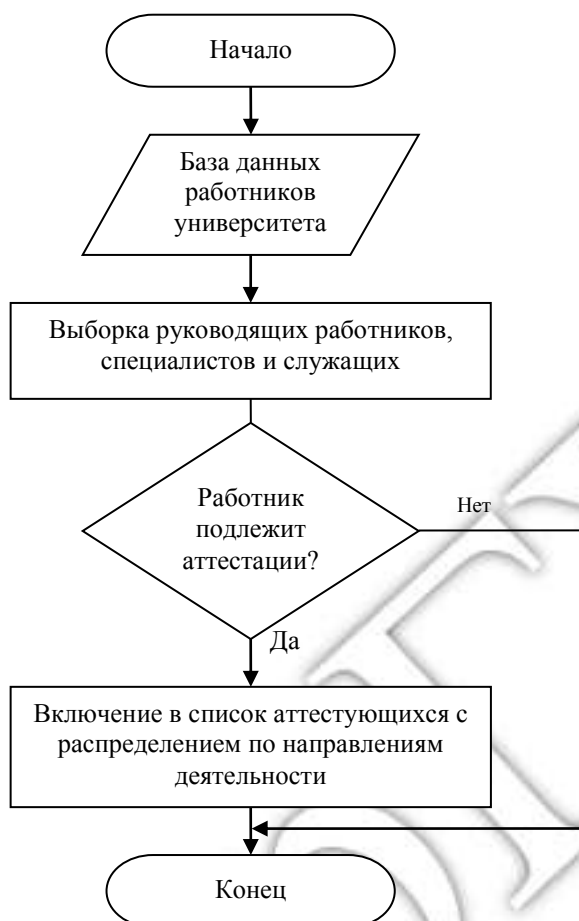 Начало
База данных
работников
университета
Выборка руководящих работников,
специалистов и служащих
Работник
подлежит
аттестации?
Нет
Да
Включение в список аттестующихся с
распределением по направлениям
деятельности
Конец